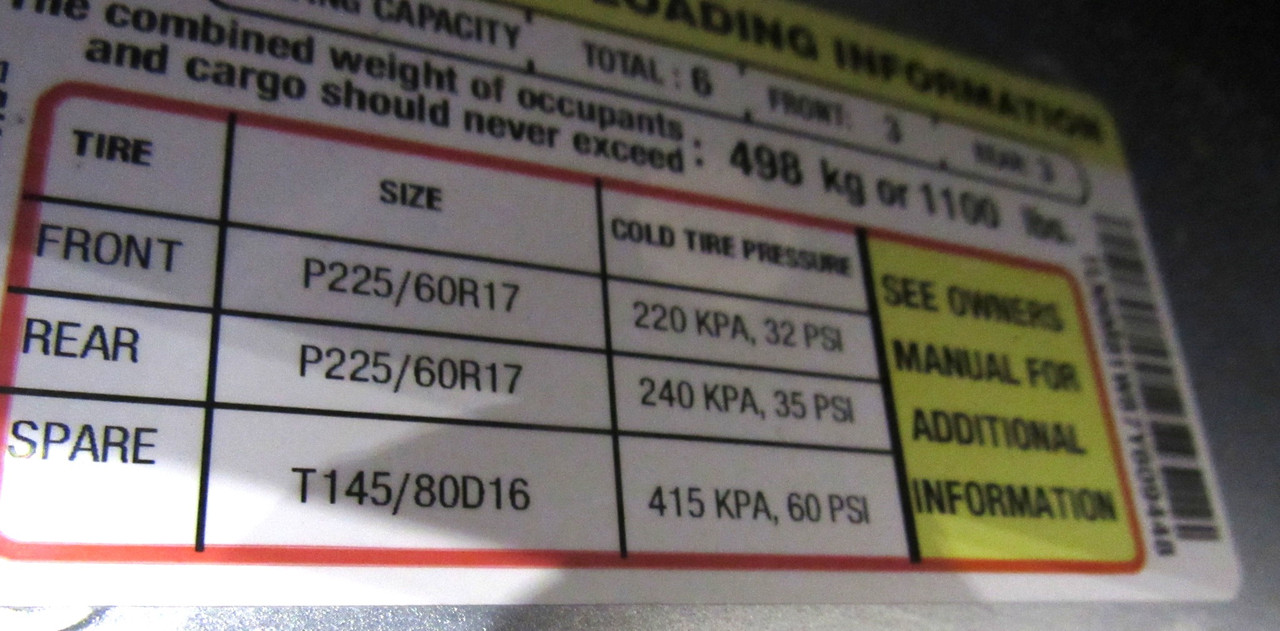 LOADING INFORMATION
CAPACITY TOTAL : 6 FRONT: 3 REAR: 3
The combined weight of occupants
and cargo should never exceed : 498 kg or 1100 lbs.
TIRE SIZE COLD TIRE PRESSURE
FRONT P225/60R17 220 KPA, 32 PSI
REAR P225/60R17 240 KPA, 35 PSI
SPARE T145/80D16 415 KPA, 60 PSI
SEE OWNERS
MANUAL FOR
ADDITIONAL
INFORMATION